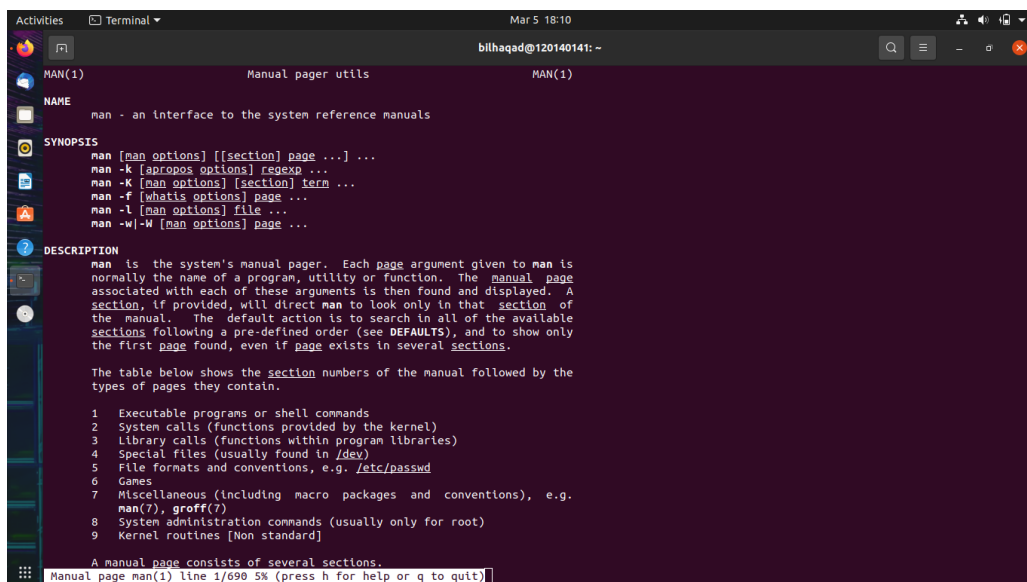 Activities Terminal Mar 5 18:10
bilhaqad@120140141: ~
MAN(1) Manual pager utils MAN(1)
NAME
man - an interface to the system reference manuals
SYNOPSIS
man [man options] [[section] page ...] ...
man -k [apropos options] regexp ...
man -K [man options] [section] term ...
man -f [whatis options] page ...
man -l [man options] file ...
man -w|-W [man options] page ...
DESCRIPTION
man is the system's manual pager. Each page argument given to man is
normally the name of a program, utility or function. The manual page
associated with each of these arguments is then found and displayed. A
section, if provided, will direct man to look only in that section of
the manual. The default action is to search in all of the available
sections following a pre-defined order (see DEFAULTS), and to show only
the first page found, even if page exists in several sections.
The table below shows the section numbers of the manual followed by the
types of pages they contain.
1 Executable programs or shell commands
2 System calls (functions provided by the kernel)
3 Library calls (functions within program libraries)
4 Special files (usually found in /dev)
5 File formats and conventions, e.g. /etc/passwd
6 Games
7 Miscellaneous (including macro packages and conventions), e.g.
man(7), groff(7)
8 System administration commands (usually only for root)
9 Kernel routines [Non standard]
A manual page consists of several sections.
Manual page man(1) line 1/690 5% (press h for help or q to quit)